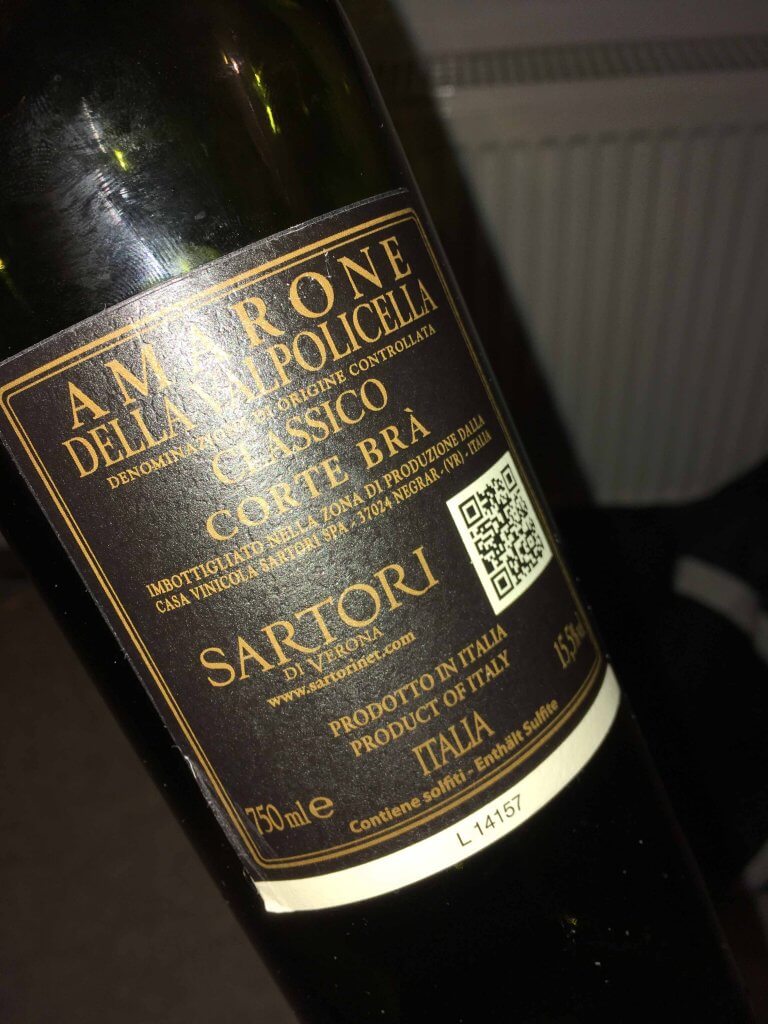 AMARONE
DELLA VALPOLICELLA
DENOMINAZIONE DI ORIGINE CONTROLLATA
CLASSICO
CORTE BRÀ
IMBOTTIGLIATO NELLA ZONA DI PRODUZIONE DALLA
CASA VINICOLA SARTORI SPA - 37024 NEGRAR - (VR) - ITALIA
SARTORI
DI VERONA
www.sartorinet.com
PRODOTTO IN ITALIA
PRODUCT OF ITALY
ITALIA
15,5%vol
750 ml e
Contiene solfiti - Enthält Sulfite
L 14157